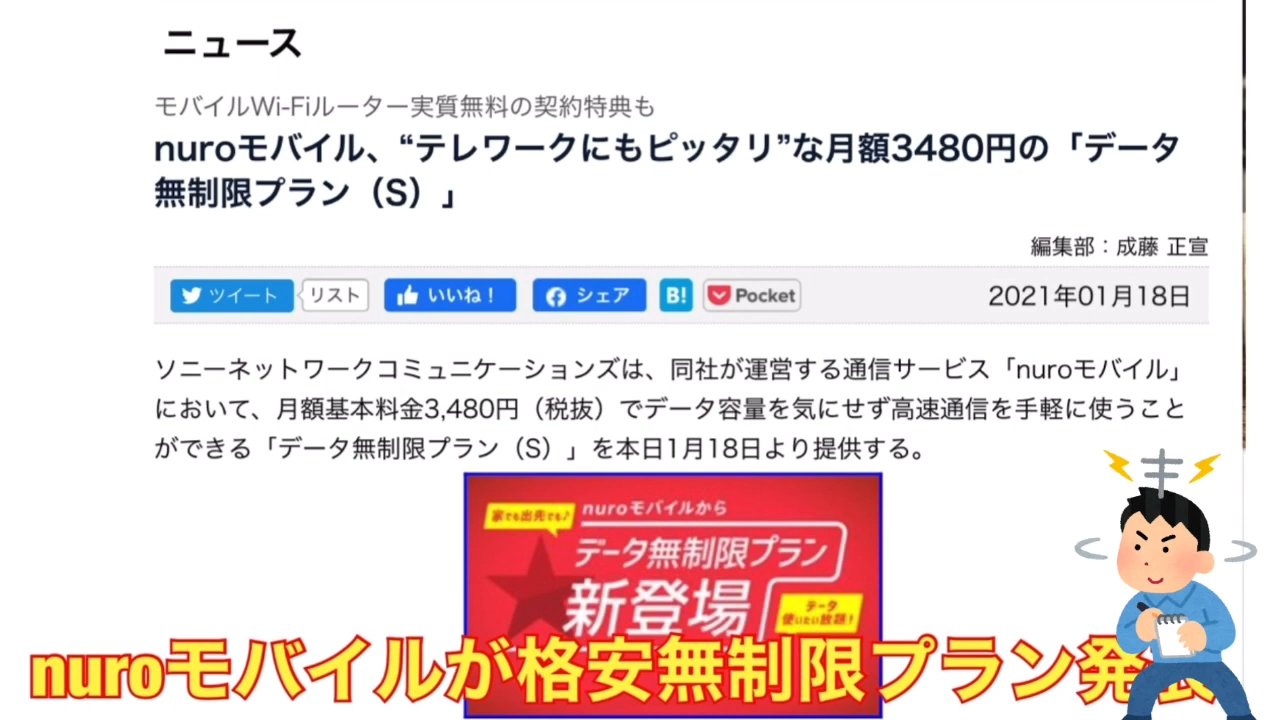 ニュース
モバイルWi-Fiルーター実質無料の契約特典も
nuroモバイル、“テレワークにもピッタリ”な月額3480円の「データ
無制限プラン（S）」
編集部：成藤 正宣
ツイート リスト いいね！ シェア B! Pocket 2021年01月18日
ソニーネットワークコミュニケーションズは、同社が運営する通信サービス「nuroモバイル」
において、月額基本料金3,480円（税抜）でデータ容量を気にせず高速通信を手軽に使うこと
ができる「データ無制限プラン（S）」を本日1月18日より提供する。
家でも出先でも♪
nuroモバイルから
データ無制限プラン
新登場
データ
使いたい放題！
nuroモバイルが格安無制限プラン発表